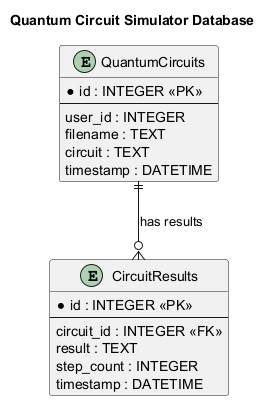 Quantum Circuit Simulator Database
E QuantumCircuits
* id : INTEGER «PK»
user_id : INTEGER
filename : TEXT
circuit : TEXT
timestamp : DATETIME
has results
E CircuitResults
* id : INTEGER «PK»
circuit_id : INTEGER «FK»
result : TEXT
step_count : INTEGER
timestamp : DATETIME